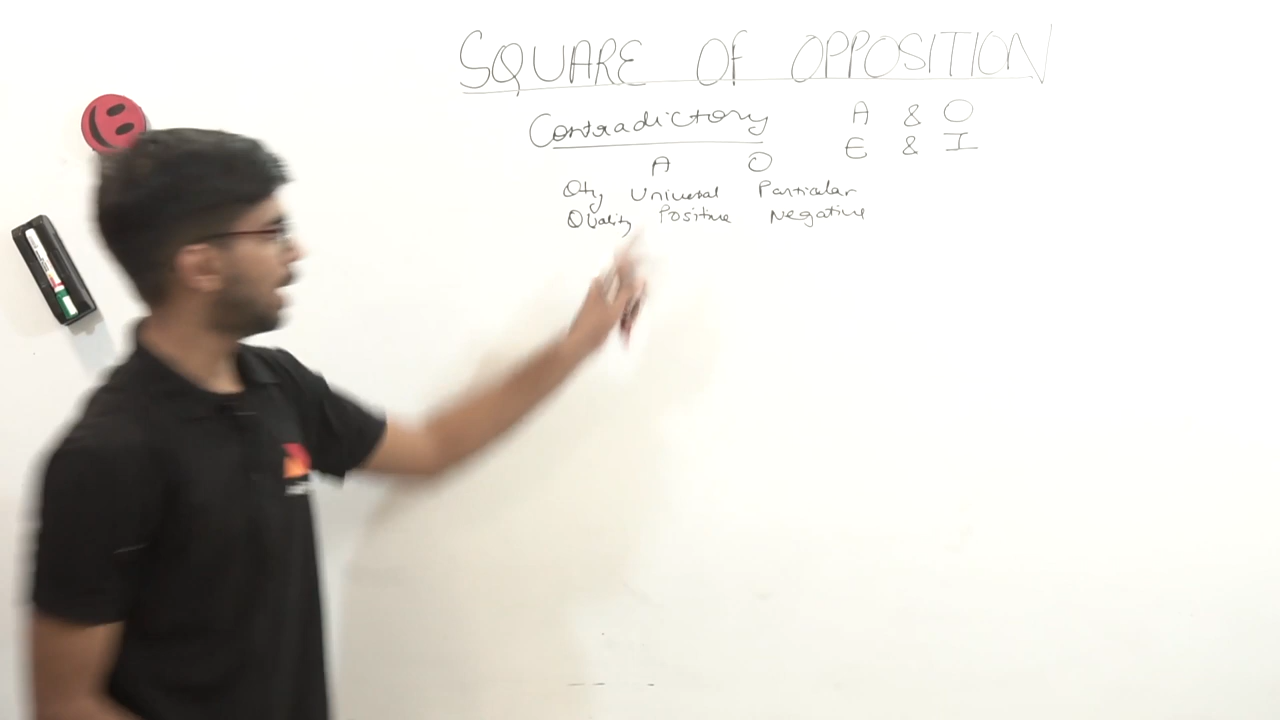 SQUARE OF OPPOSITION
Contradictory A & O
E & I
A O
Qty Universal Particular
Quality Positive Negative